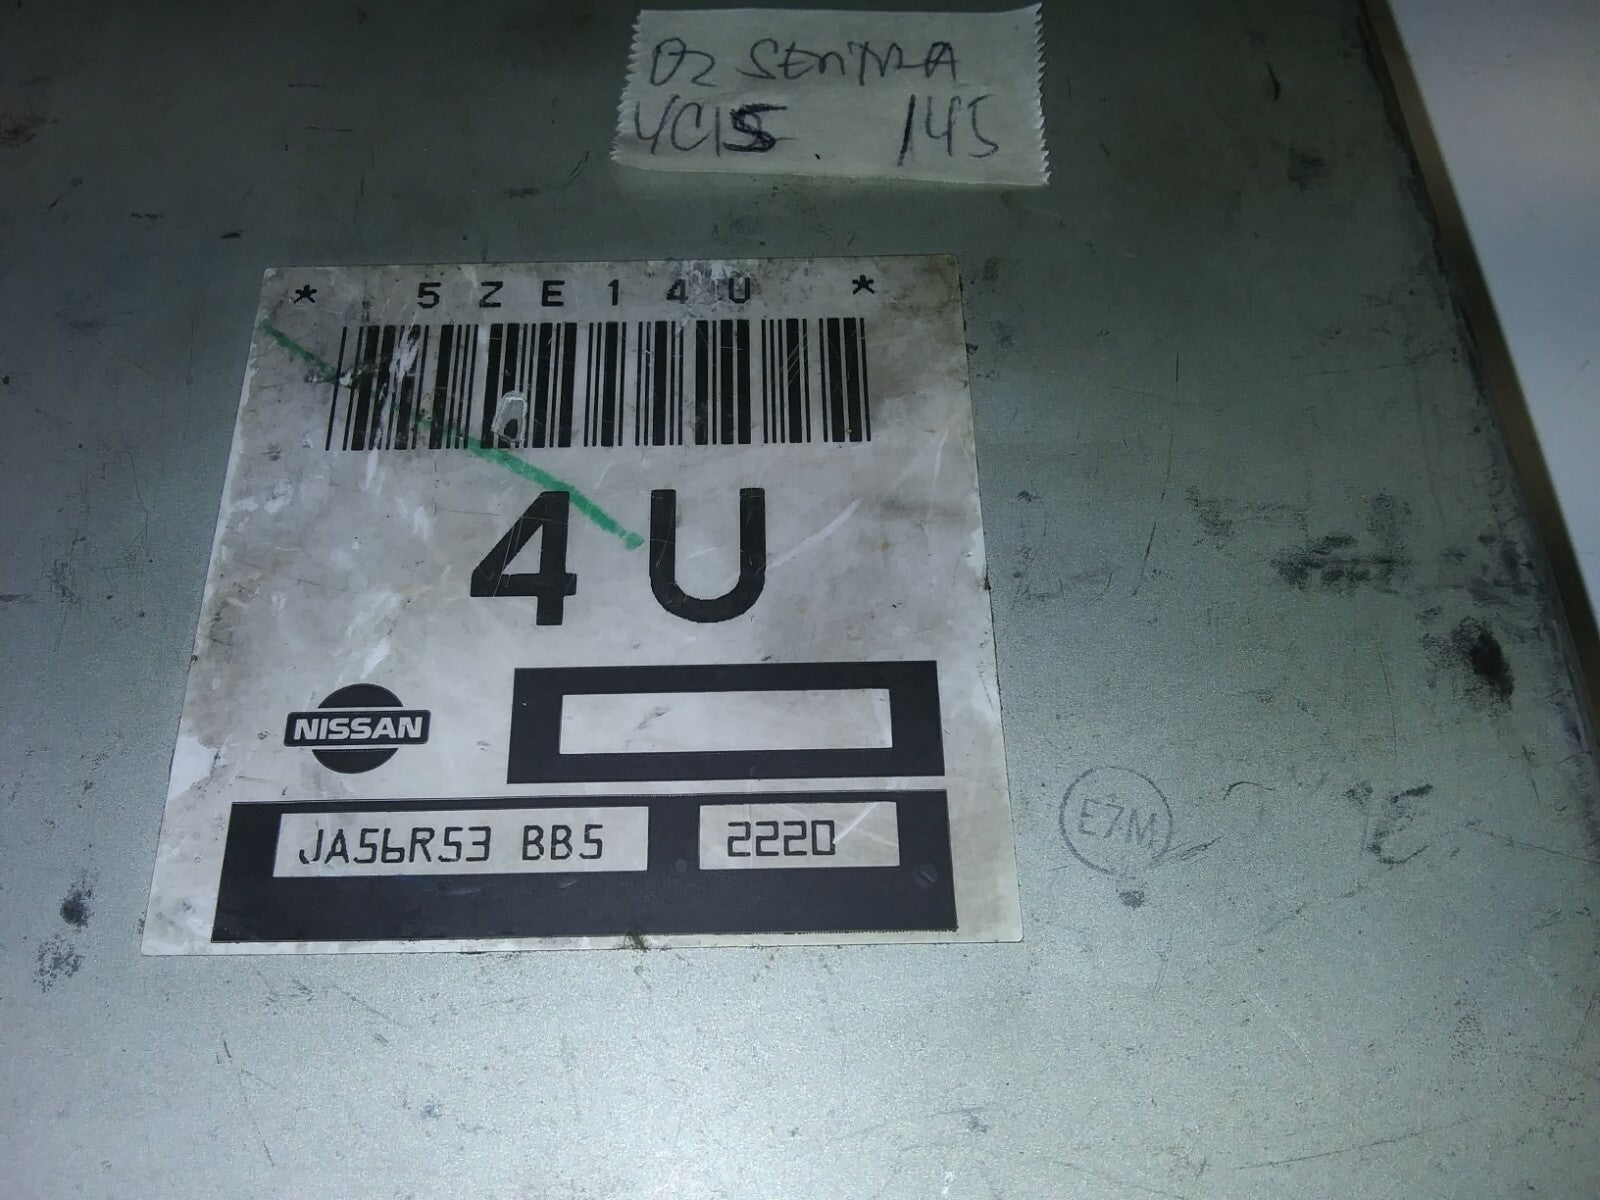 02 SENTRA
4C15. 145
* 5ZE14U *
4U
NISSAN
JA56R53 BB5 2220
E7M